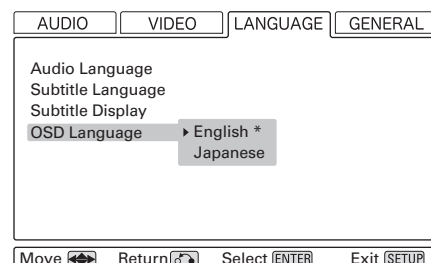 AUDIO VIDEO LANGUAGE GENERAL
Audio Language
Subtitle Language
Subtitle Display
OSD Language English *
Japanese
Move Return Select ENTER Exit SETUP